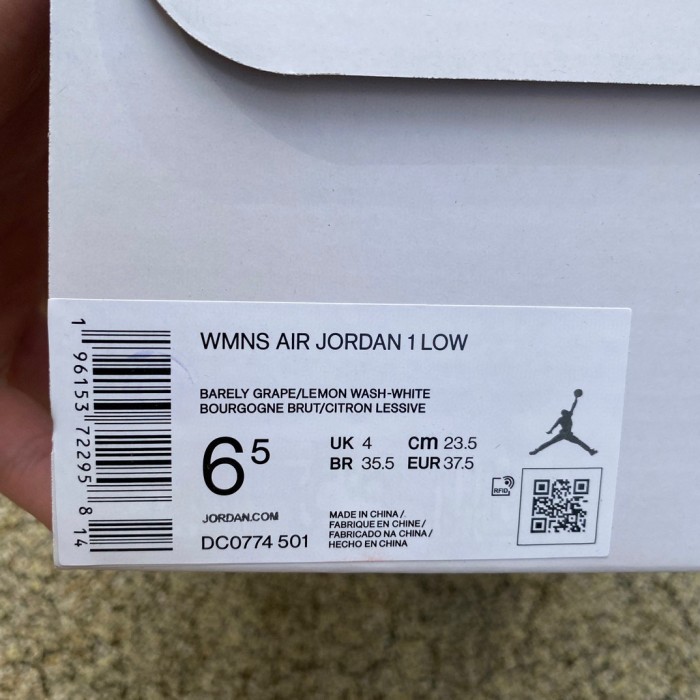 WMNS AIR JORDAN 1 LOW
BARELY GRAPE/LEMON WASH-WHITE
BOURGOGNE BRUT/CITRON LESSIVE
6 5
UK 4 cm 23.5
BR 35.5 EUR 37.5
RFID
JORDAN.COM
DC0774 501
MADE IN CHINA /
FABRIQUE EN CHINE /
FABRICADO NA CHINA /
HECHO EN CHINA
1 96153 72295 8 14